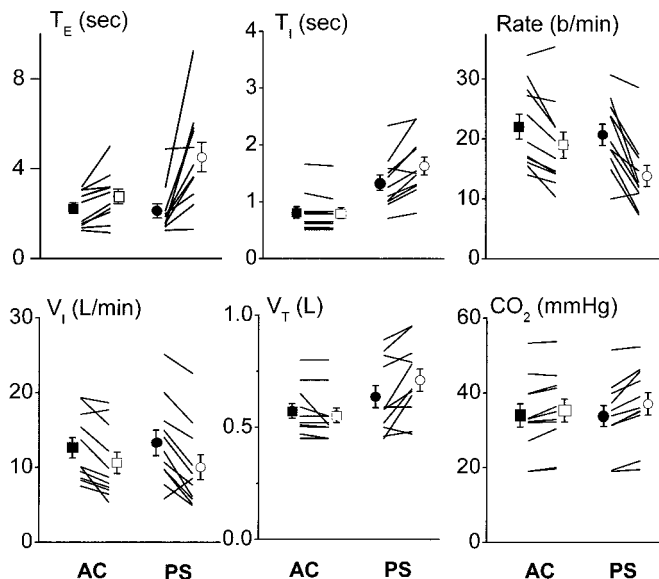 T_E (sec)
T_I (sec)
Rate (b/min)
8
4
0
4
3
2
1
0
30
20
10
0
V_I (L/min)
V_T (L)
CO_2 (mmHg)
30
20
10
0
1.0
0.5
0.0
60
40
20
0
AC PS
AC PS
AC PS